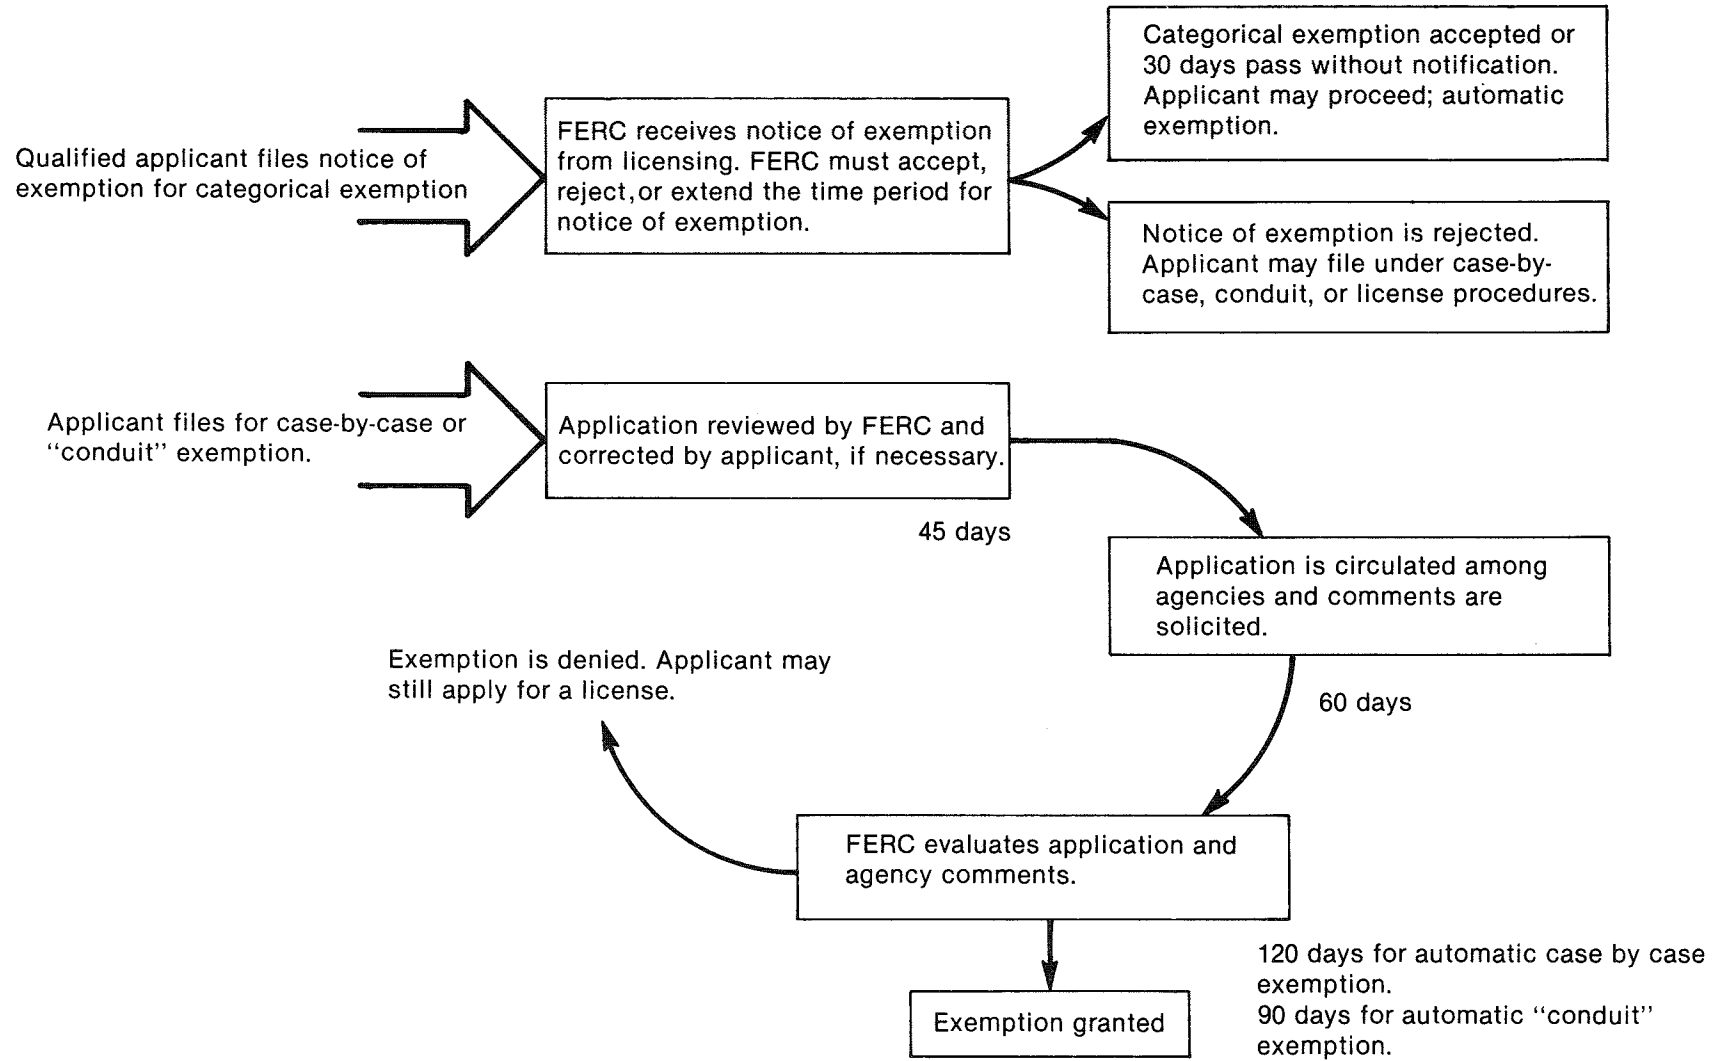 Qualified applicant files notice of
exemption for categorical exemption
FERC receives notice of exemption
from licensing. FERC must accept,
reject, or extend the time period for
notice of exemption.
Categorical exemption accepted or
30 days pass without notification.
Applicant may proceed; automatic
exemption.
Notice of exemption is rejected.
Applicant may file under case-by-
case, conduit, or license procedures.
Applicant files for case-by-case or
“conduit” exemption.
Application reviewed by FERC and
corrected by applicant, if necessary.
45 days
Application is circulated among
agencies and comments are
solicited.
60 days
Exemption is denied. Applicant may
still apply for a license.
FERC evaluates application and
agency comments.
Exemption granted
120 days for automatic case by case
exemption.
90 days for automatic “conduit”
exemption.